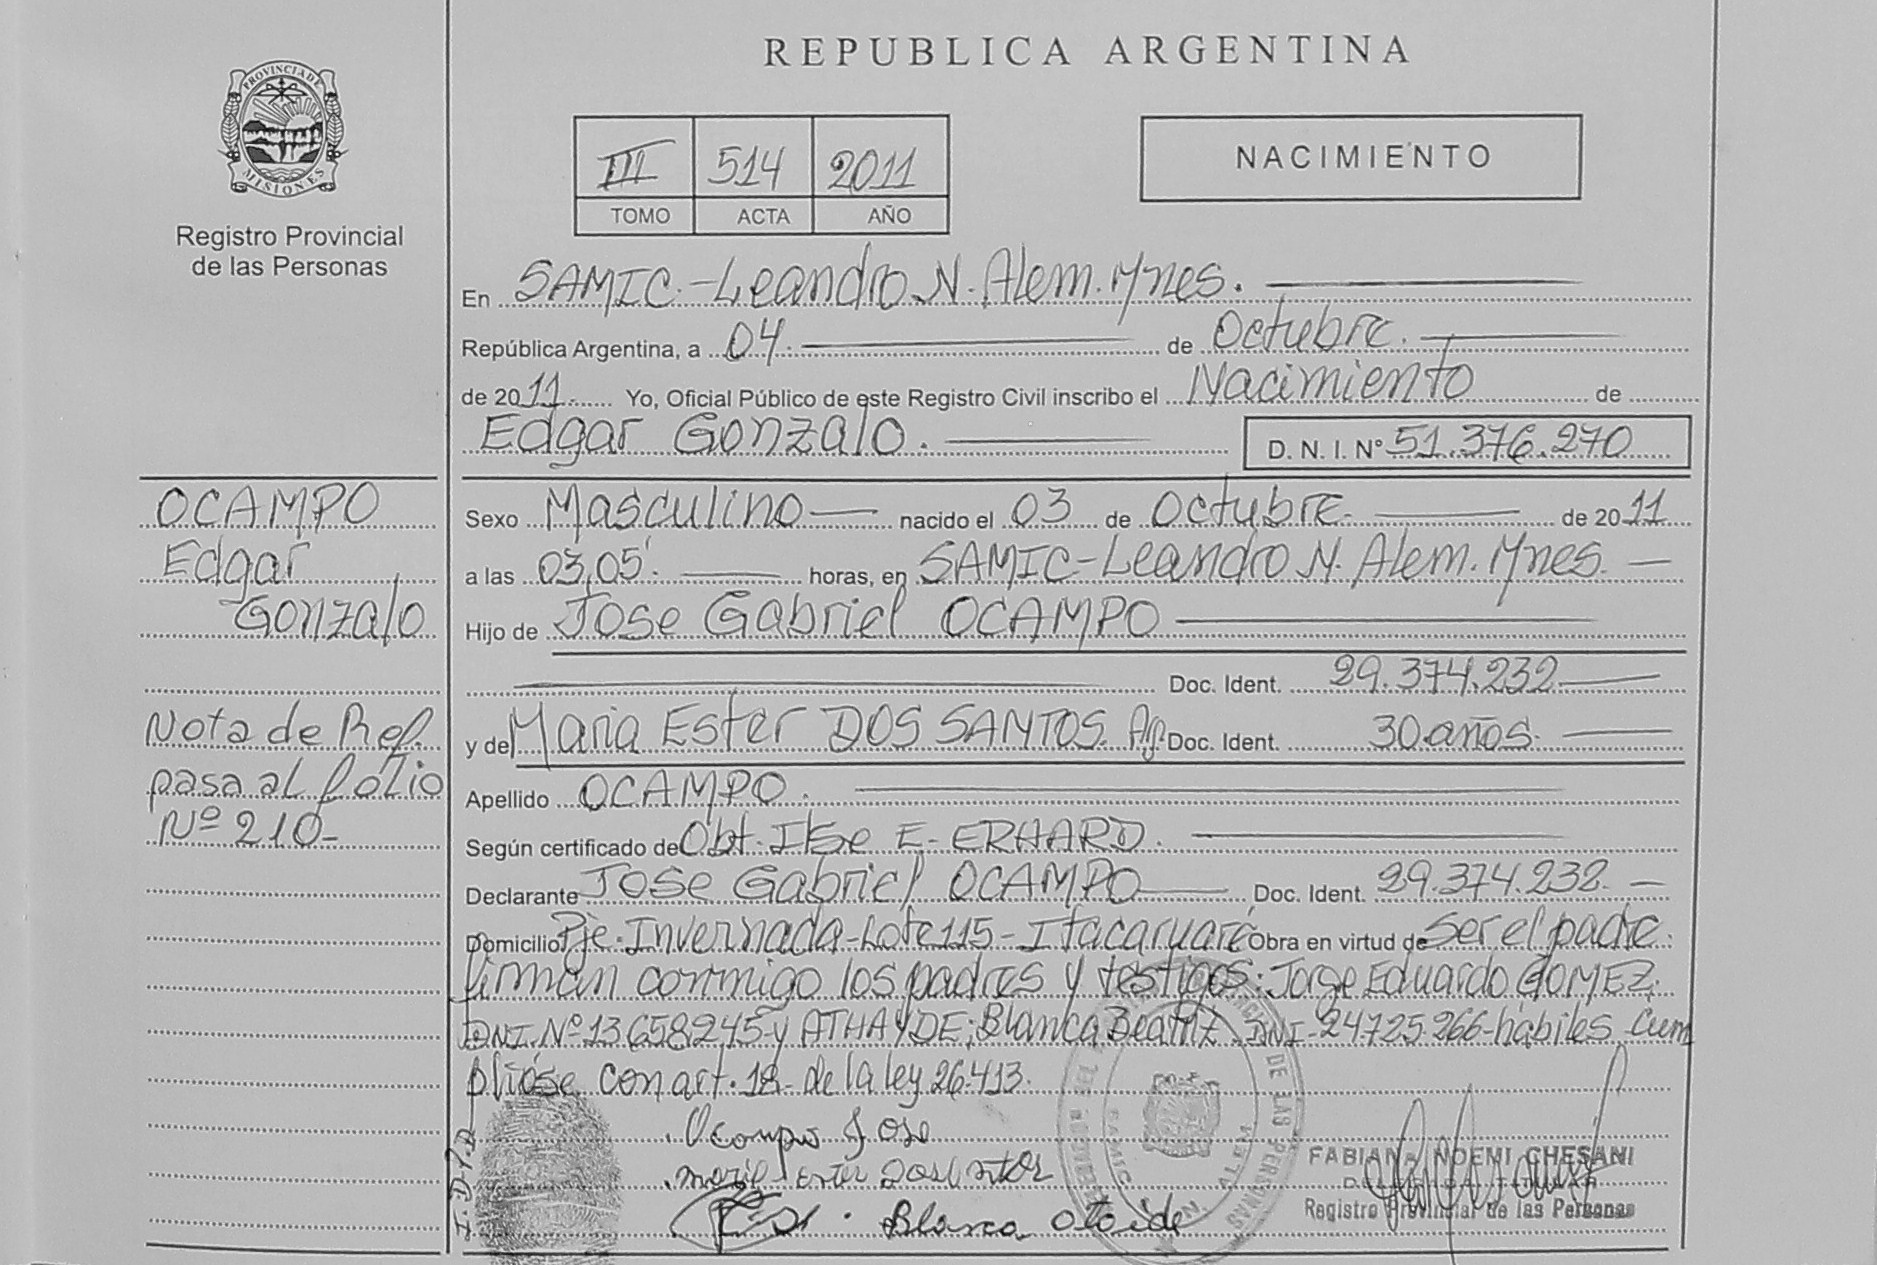 REPUBLICA ARGENTINA
PROVINCIA DE
MISIONES
Registro Provincial
de las Personas
III 514 2011
TOMO ACTA AÑO
NACIMIENTO
En SAMIC.-Leandro N. Alem. Mnes.
República Argentina, a 04. de Octubre.
de 2011 Yo, Oficial Público de este Registro Civil inscribo el Nacimiento de
Edgar Gonzalo. D. N. I. Nº 51.376.270
OCAMPO
Edgar
Gonzalo
Nota de Ref.
pasa al folio
Nº 210-
Sexo Masculino nacido el 03 de Octubre. de 2011
a las 03,05'. horas, en SAMIC-Leandro N. Alem. Mnes.
Hijo de Jose Gabriel OCAMPO
Doc. Ident. 29.374.232
y de Maria Ester DOS SANTOS. Doc. Ident. 30 años.
Apellido OCAMPO.
Según certificado de Obt. Ilse E. ERHARD.
Declarante Jose Gabriel OCAMPO Doc. Ident. 29.374.232.
Domicilio Pje. Invernada-Lote 115-Itacaruaré Obra en virtud de ser el padre.
firman conmigo los padres y testigos: Jorge Eduardo GOMEZ.
DNI. Nº 13658245 y ATHAYDE; Blanca Beatriz DNI-24725266-hábiles. Cum
pliose con art. 18 de la ley 26.413.
Ocampo Jose
Blanca
I.D.P.D
FABIANA NOEMI CHESANI
Registro Provincial de las Personas